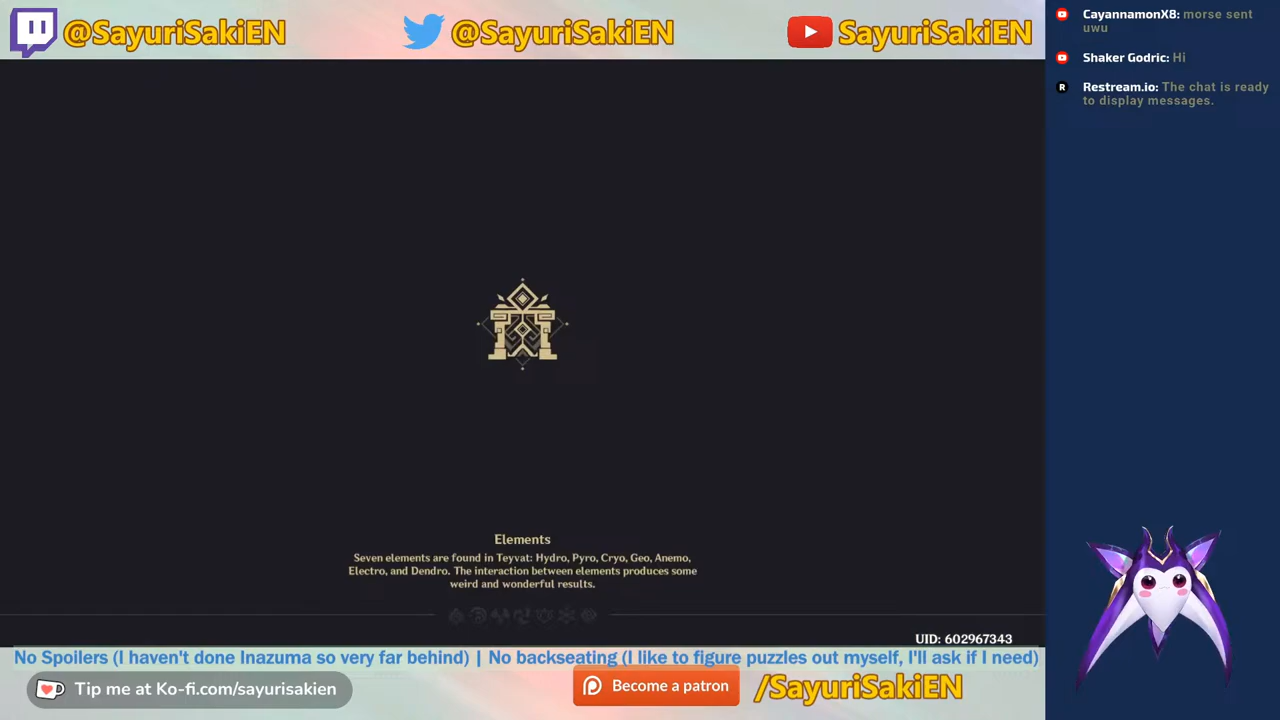 @SayuriSakiEN
@SayuriSakiEN
SayuriSakiEN
CayannamonX8: morse sent
uwu
Shaker Godric: Hi
R
Restream.io: The chat is ready
to display messages.
Elements
Seven elements are found in Teyvat: Hydro, Pyro, Cryo, Geo, Anemo,
Electro, and Dendro. The interaction between elements produces some
weird and wonderful results.
UID: 602967343
No Spoilers (I haven't done Inazuma so very far behind) | No backseating (I like to figure puzzles out myself, I'll ask if I need)
Tip me at Ko-fi.com/sayurisakien
Become a patron
/SayuriSakiEN